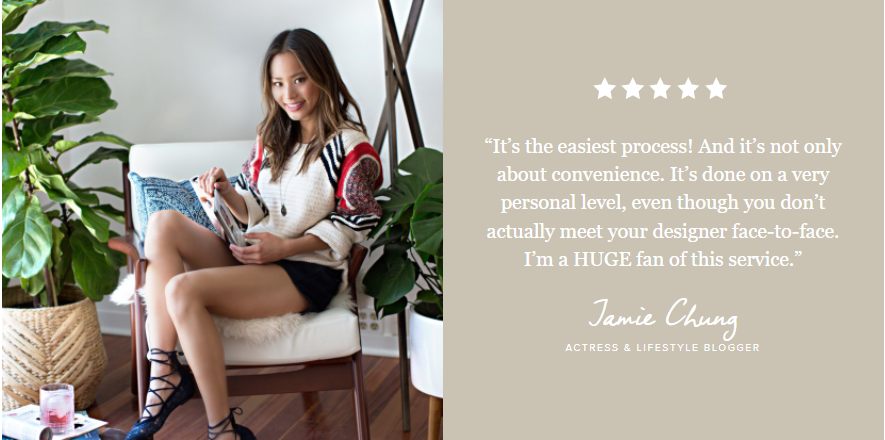 “It’s the easiest process! And it’s not only
about convenience. It’s done on a very
personal level, even though you don’t
actually meet your designer face-to-face.
I’m a HUGE fan of this service.”
Jamie Chung
ACTRESS & LIFESTYLE BLOGGER